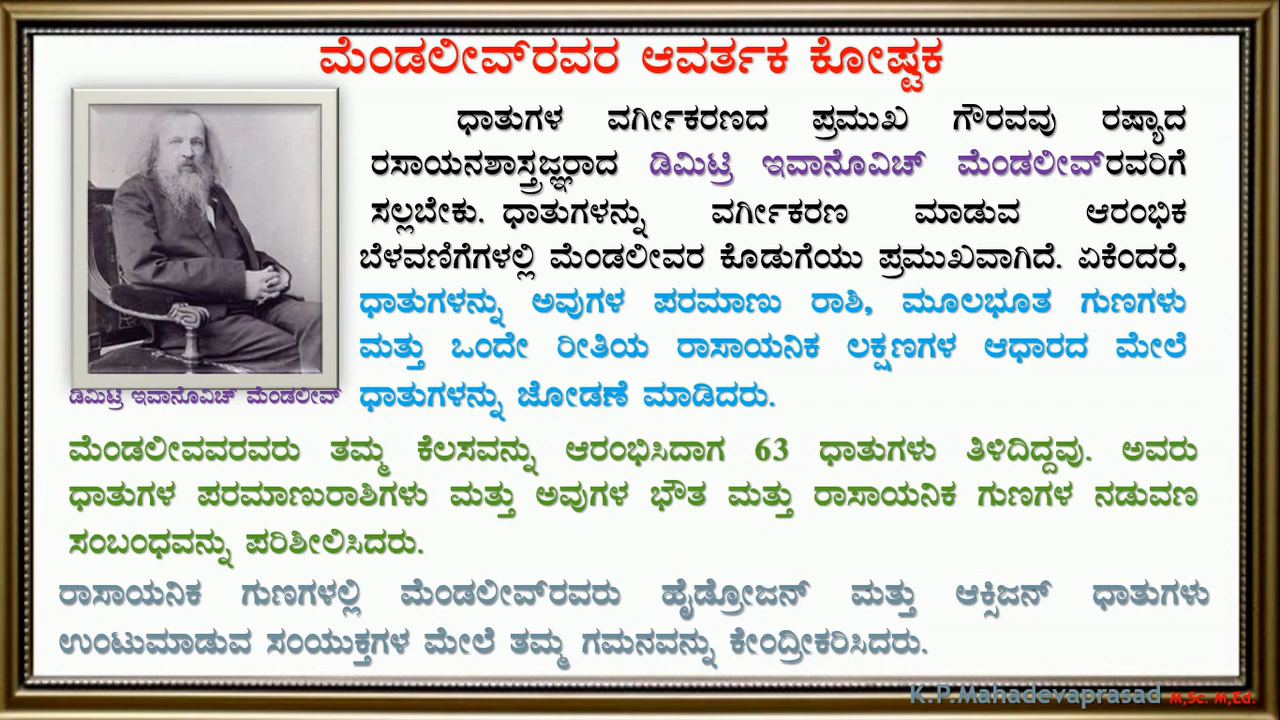 ಮೆಂಡಲೀವ್‌ರವರ ಆವರ್ತಕ ಕೋಷ್ಟಕ
ಧಾತುಗಳ ವರ್ಗೀಕರಣದ ಪ್ರಮುಖ ಗೌರವವು ರಷ್ಯಾದ
ರಸಾಯನಶಾಸ್ತ್ರಜ್ಞರಾದ ಡಿಮಿಟ್ರಿ ಇವಾನೊವಿಚ್ ಮೆಂಡಲೀವ್‌ರವರಿಗೆ
ಸಲ್ಲಬೇಕು. ಧಾತುಗಳನ್ನು ವರ್ಗೀಕರಣ ಮಾಡುವ ಆರಂಭಿಕ
ಬೆಳವಣಿಗೆಗಳಲ್ಲಿ ಮೆಂಡಲೀವರ ಕೊಡುಗೆಯು ಪ್ರಮುಖವಾಗಿದೆ. ಏಕೆಂದರೆ,
ಧಾತುಗಳನ್ನು ಅವುಗಳ ಪರಮಾಣು ರಾಶಿ, ಮೂಲಭೂತ ಗುಣಗಳು
ಮತ್ತು ಒಂದೇ ರೀತಿಯ ರಾಸಾಯನಿಕ ಲಕ್ಷಣಗಳ ಆಧಾರದ ಮೇಲೆ
ಧಾತುಗಳನ್ನು ಜೋಡಣೆ ಮಾಡಿದರು.
ಡಿಮಿಟ್ರಿ ಇವಾನೊವಿಚ್ ಮೆಂಡಲೀವ್
ಮೆಂಡಲೀವವರವರು ತಮ್ಮ ಕೆಲಸವನ್ನು ಆರಂಭಿಸಿದಾಗ 63 ಧಾತುಗಳು ತಿಳಿದಿದ್ದವು. ಅವರು
ಧಾತುಗಳ ಪರಮಾಣುರಾಶಿಗಳು ಮತ್ತು ಅವುಗಳ ಭೌತ ಮತ್ತು ರಾಸಾಯನಿಕ ಗುಣಗಳ ನಡುವಣ
ಸಂಬಂಧವನ್ನು ಪರಿಶೀಲಿಸಿದರು.
ರಾಸಾಯನಿಕ ಗುಣಗಳಲ್ಲಿ ಮೆಂಡಲೀವ್‌ರವರು ಹೈಡ್ರೋಜನ್ ಮತ್ತು ಆಕ್ಸಿಜನ್ ಧಾತುಗಳು
ಉಂಟುಮಾಡುವ ಸಂಯುಕ್ತಗಳ ಮೇಲೆ ತಮ್ಮ ಗಮನವನ್ನು ಕೇಂದ್ರೀಕರಿಸಿದರು.
K.P.Mahadevaprasad M,Sc. M,Ed.